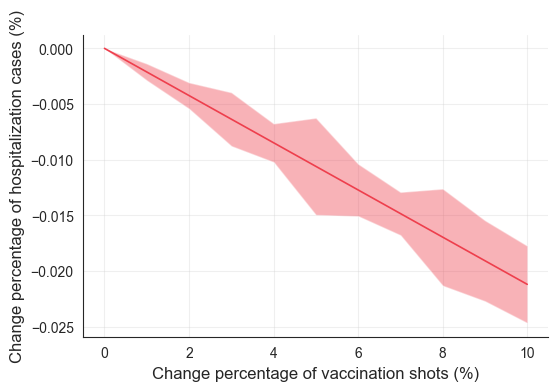 Change percentage of hospitalization cases (%)
0.000
−0.005
−0.010
−0.015
−0.020
−0.025
0 2 4 6 8 10
Change percentage of vaccination shots (%)